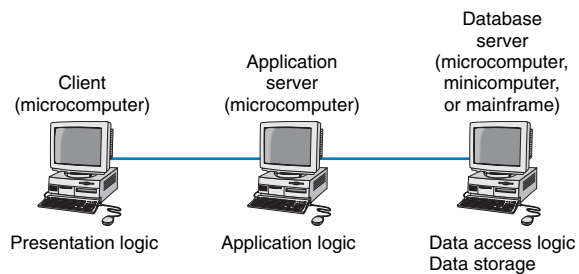 Client
(microcomputer)
Application
server
(microcomputer)
Database
server
(microcomputer,
minicomputer,
or mainframe)
Presentation logic
Application logic
Data access logic
Data storage